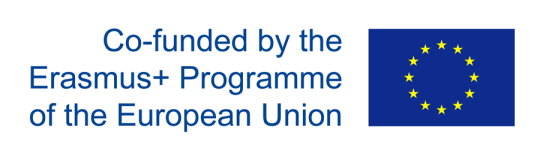 Co-funded by the
Erasmus+ Programme
of the European Union